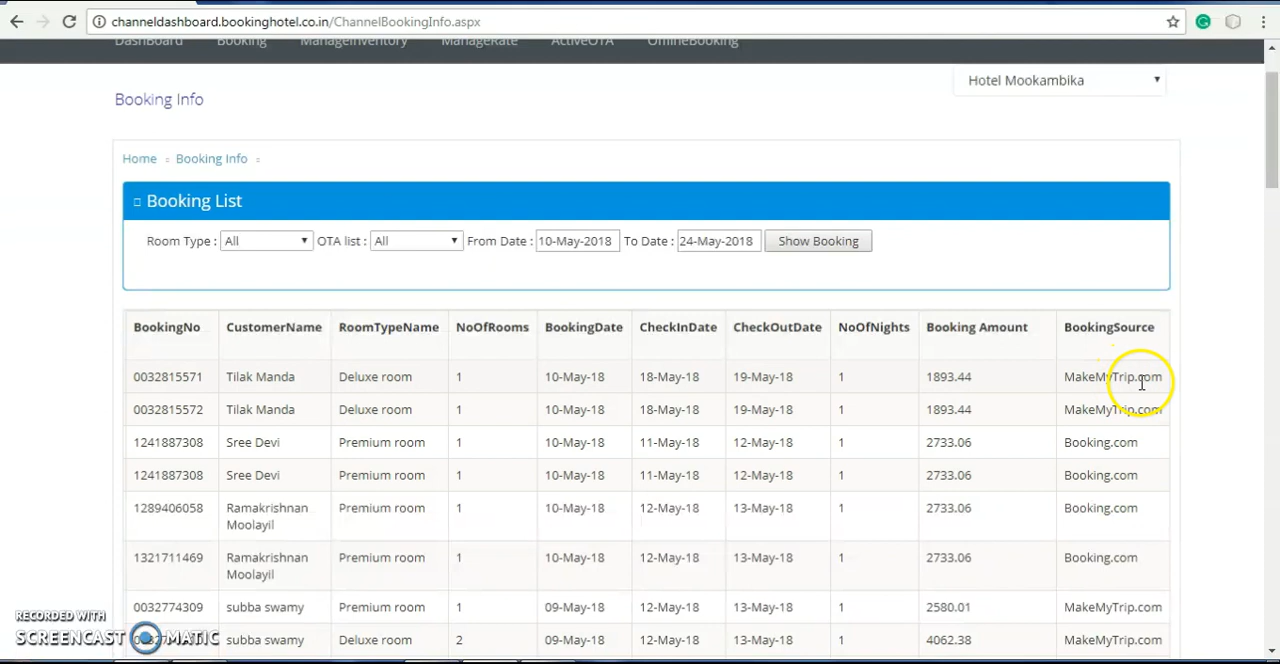 channeldashboard.bookinghotel.co.in/ChannelBookingInfo.aspx
DashBoard Booking ManageInventory ManageRate ActiveOTA OnlineBooking
Hotel Mookambika
Booking Info
Home Booking Info
Booking List
Room Type : All OTA list : All From Date : 10-May-2018 To Date : 24-May-2018 Show Booking
BookingNo CustomerName RoomTypeName NoOfRooms BookingDate CheckInDate CheckOutDate NoOfNights Booking Amount BookingSource
0032815571 Tilak Manda Deluxe room 1 10-May-18 18-May-18 19-May-18 1 1893.44 MakeMyTrip.com
0032815572 Tilak Manda Deluxe room 1 10-May-18 18-May-18 19-May-18 1 1893.44 MakeMyTrip.com
1241887308 Sree Devi Premium room 1 10-May-18 11-May-18 12-May-18 1 2733.06 Booking.com
1241887308 Sree Devi Premium room 1 10-May-18 11-May-18 12-May-18 1 2733.06 Booking.com
1289406058 Ramakrishnan Moolayil Premium room 1 10-May-18 12-May-18 13-May-18 1 2733.06 Booking.com
1321711469 Ramakrishnan Moolayil Premium room 1 10-May-18 12-May-18 13-May-18 1 2733.06 Booking.com
0032774309 subba swamy Premium room 1 09-May-18 12-May-18 13-May-18 1 2580.01 MakeMyTrip.com
subba swamy Deluxe room 2 09-May-18 12-May-18 13-May-18 1 4062.38 MakeMyTrip.com
RECORDED WITH
SCREENCAST MATIC